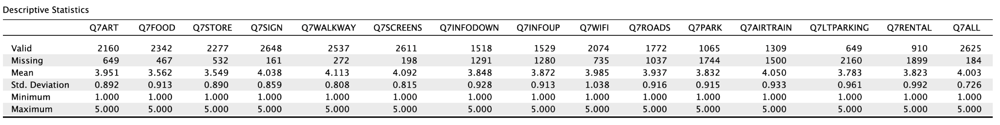 Descriptive Statistics
Q7ART Q7FOOD Q7STORE Q7SIGN Q7WALKWAY Q7SCREENS Q7INFODOWN Q7INFOUP Q7WIFI Q7ROADS Q7PARK Q7AIRTRAIN Q7LTPARKING Q7RENTAL Q7ALL
Valid 2160 2342 2277 2648 2537 2611 1518 1529 2074 1772 1065 1309 649 910 2625
Missing 649 467 532 161 272 198 1291 1280 735 1037 1744 1500 2160 1899 184
Mean 3.951 3.562 3.549 4.038 4.113 4.092 3.848 3.872 3.985 3.937 3.832 4.050 3.783 3.823 4.003
Std. Deviation 0.892 0.913 0.890 0.859 0.808 0.815 0.928 0.913 1.038 0.916 0.915 0.933 0.961 0.992 0.726
Minimum 1.000 1.000 1.000 1.000 1.000 1.000 1.000 1.000 1.000 1.000 1.000 1.000 1.000 1.000 1.000
Maximum 5.000 5.000 5.000 5.000 5.000 5.000 5.000 5.000 5.000 5.000 5.000 5.000 5.000 5.000 5.000